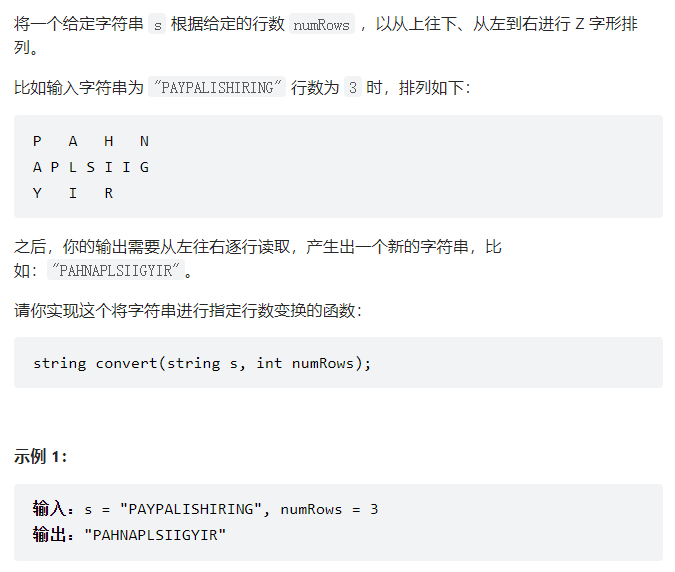 将一个给定字符串 s 根据给定的行数 numRows ，以从上往下、从左到右进行 Z 字形排
列。
比如输入字符串为 "PAYPALISHIRING" 行数为 3 时，排列如下：
P   A   H   N
A P L S I I G
Y   I   R
之后，你的输出需要从左往右逐行读取，产生出一个新的字符串，比
如："PAHNAPLSIIGYIR"。
请你实现这个将字符串进行指定行数变换的函数：
string convert(string s, int numRows);
示例 1：
输入：s = "PAYPALISHIRING", numRows = 3
输出："PAHNAPLSIIGYIR"